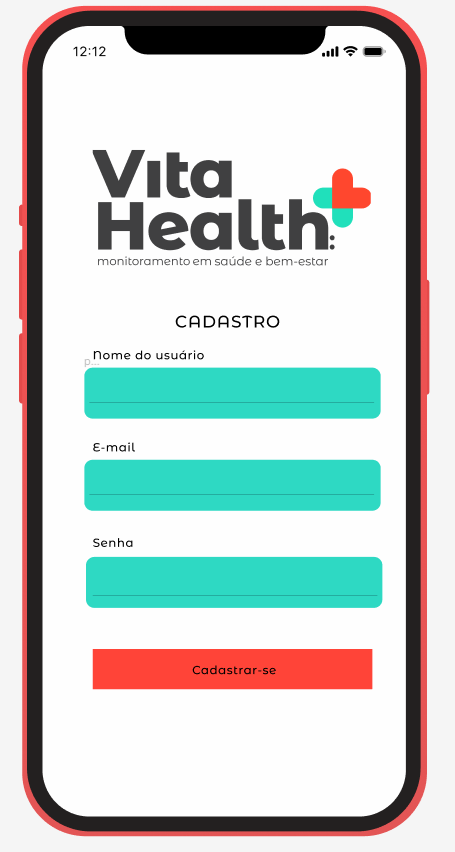 12:12
Vita
Health:
monitoramento em saúde e bem-estar
CADASTRO
p...
Nome do usuário
E-mail
Senha
Cadastrar-se